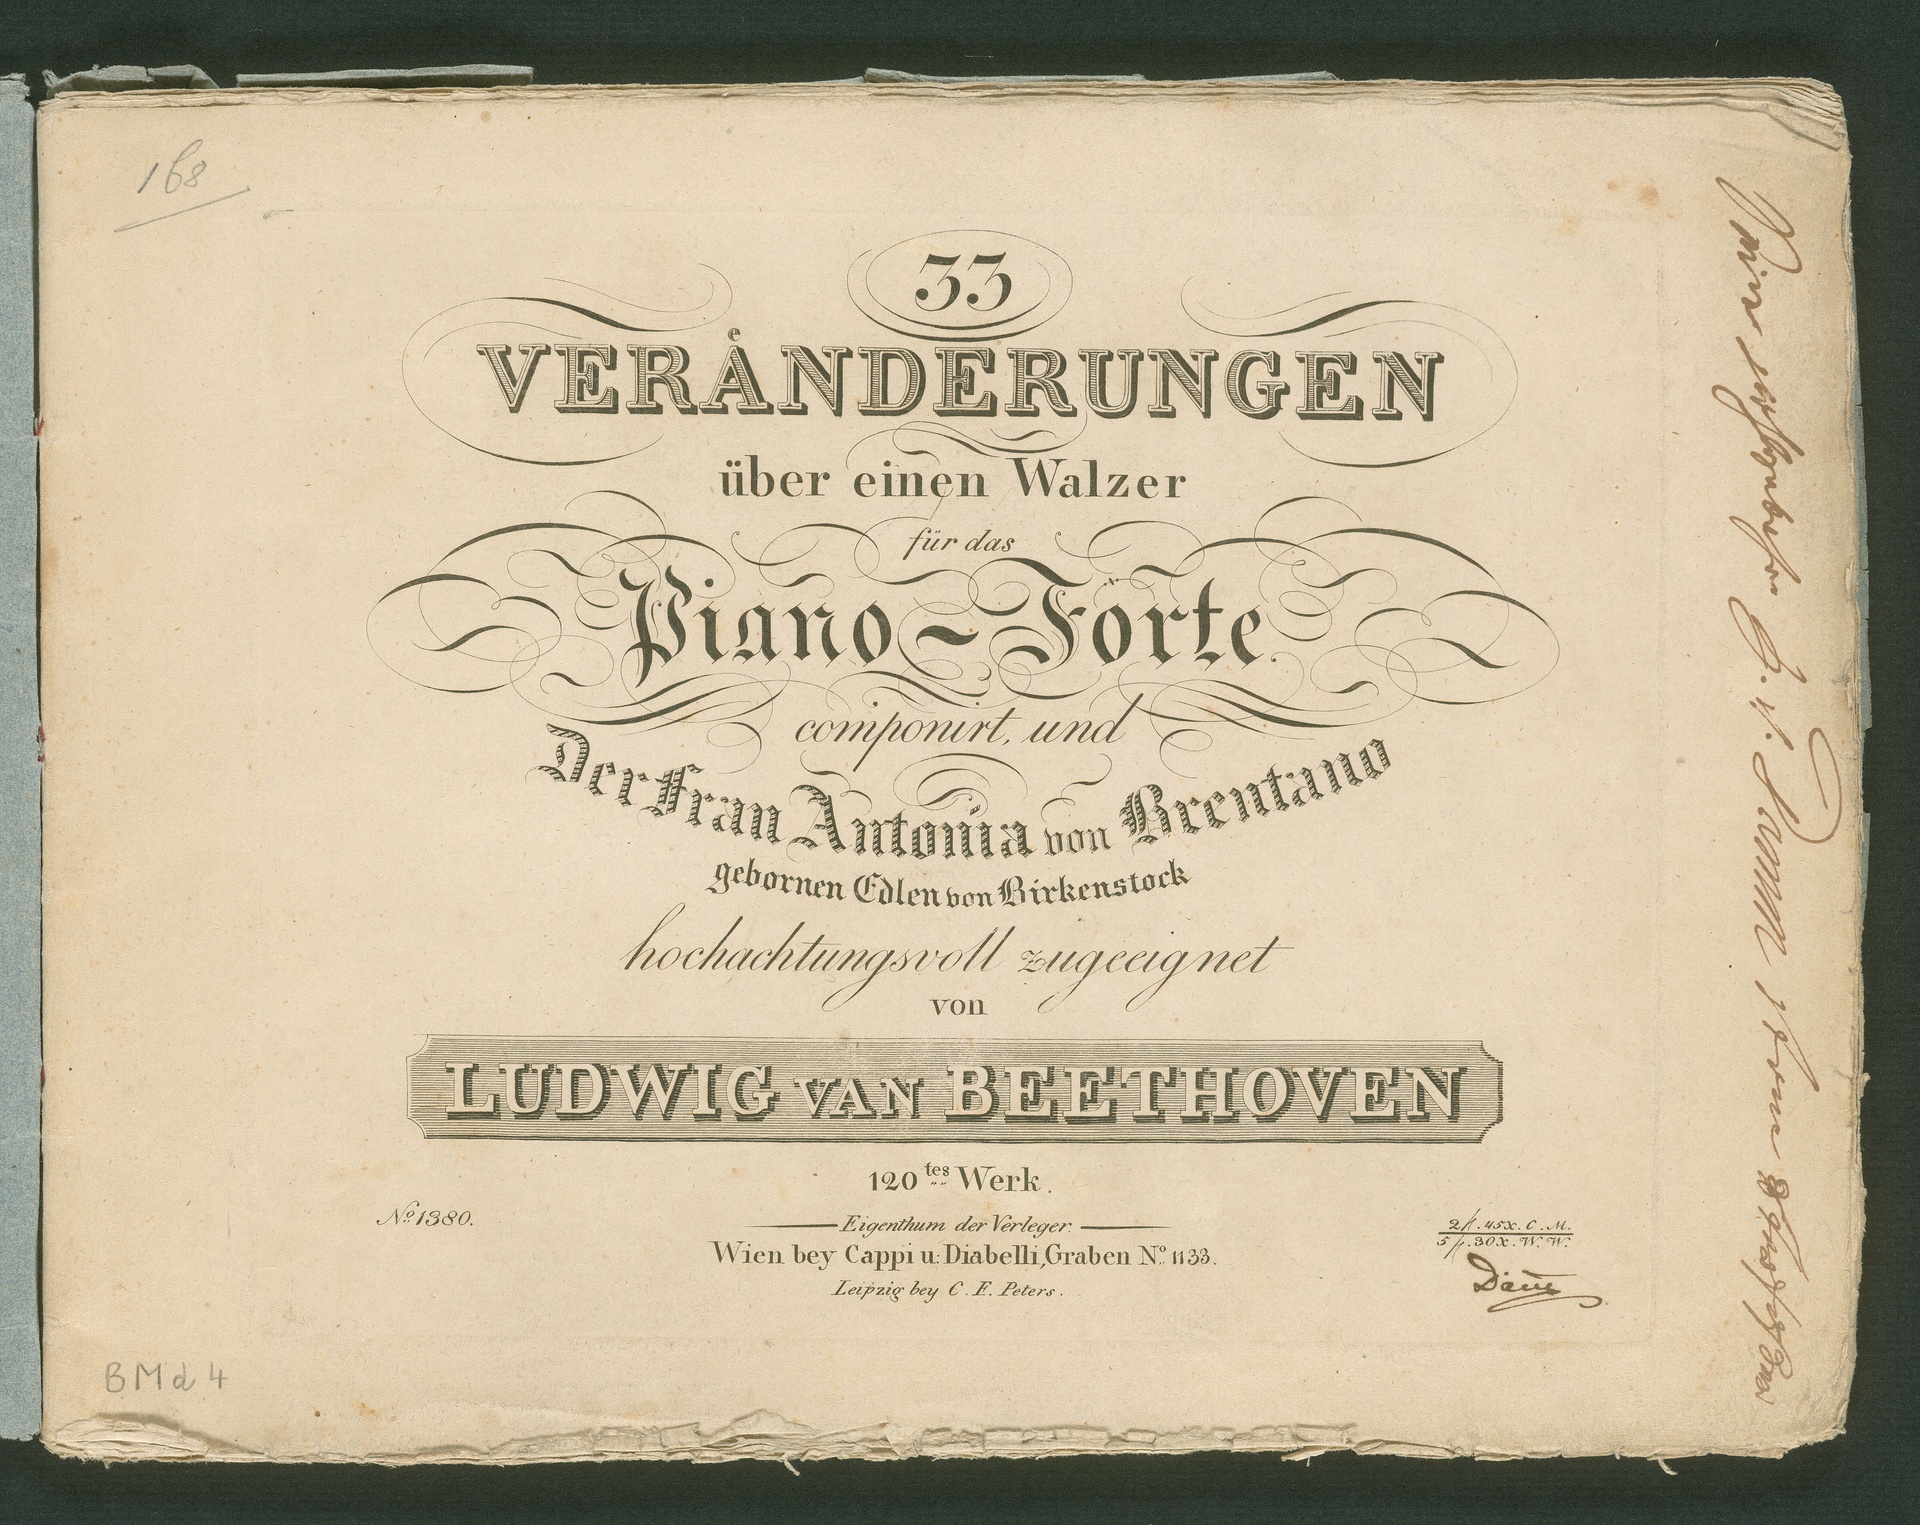 168
33
VERÄNDERUNGEN
über einen Walzer
für das
Piano-Forte
componirt, und
Der Frau Antonia von Brentano
gebornen Edlen von Birkenstock
hochachtungsvoll zugeeignet
von
LUDWIG VAN BEETHOVEN
120tes Werk.
No. 1380.
Eigenthum der Verleger.
2 fl. 45 x. C. M.
5 fl. 30 x. W. W.
Wien bey Cappi u: Diabelli, Graben No. 1133.
Leipzig bey C. F. Peters.
BMd4